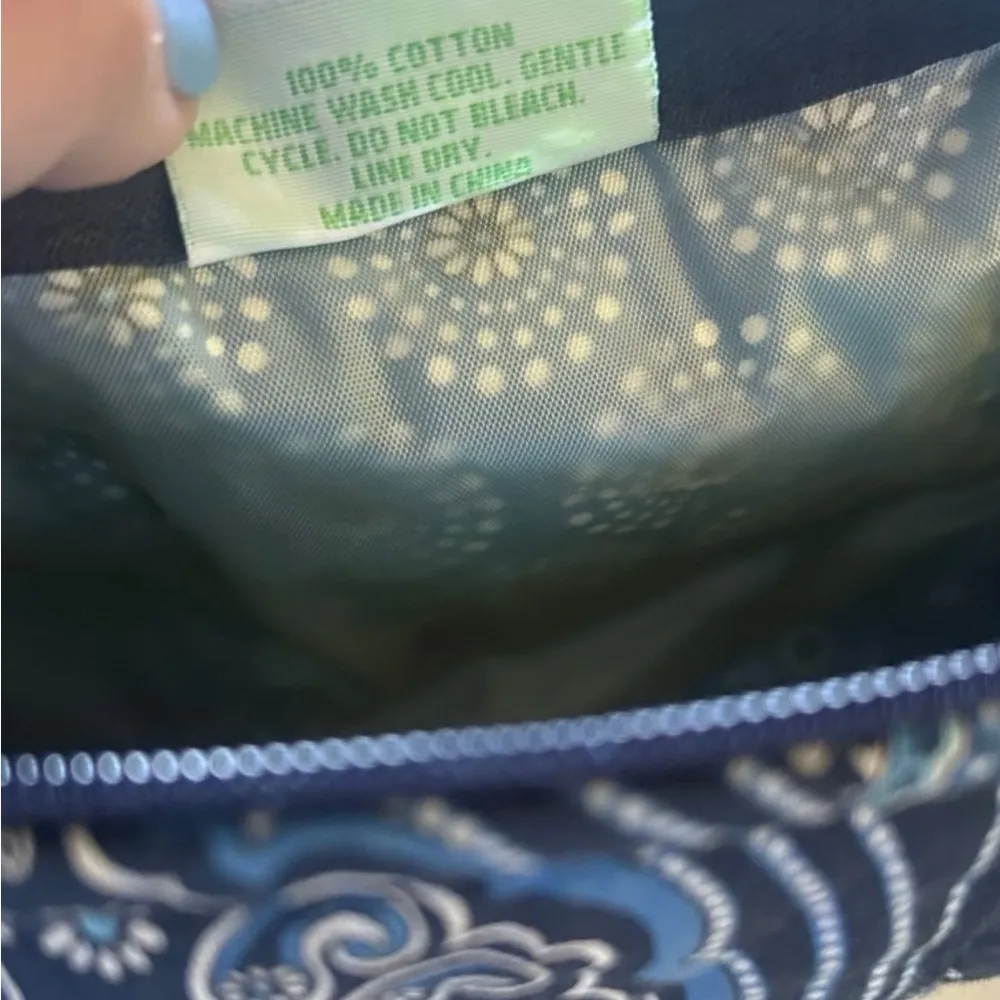 100% COTTON
MACHINE WASH COOL. GENTLE
CYCLE. DO NOT BLEACH.
LINE DRY.
MADE IN CHINA